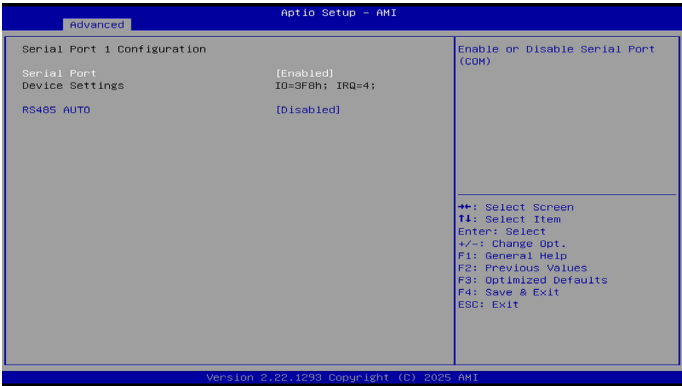 Aptio Setup – AMI
Advanced
Serial Port 1 Configuration
Serial Port [Enabled]
Device Settings IO=3F8h; IRQ=4;
RS485 AUTO [Disabled]
Enable or Disable Serial Port
(COM)
→←: Select Screen
↑↓: Select Item
Enter: Select
+/-: Change Opt.
F1: General Help
F2: Previous Values
F3: Optimized Defaults
F4: Save & Exit
ESC: Exit
Version 2.22.1293 Copyright (C) 2025 AMI